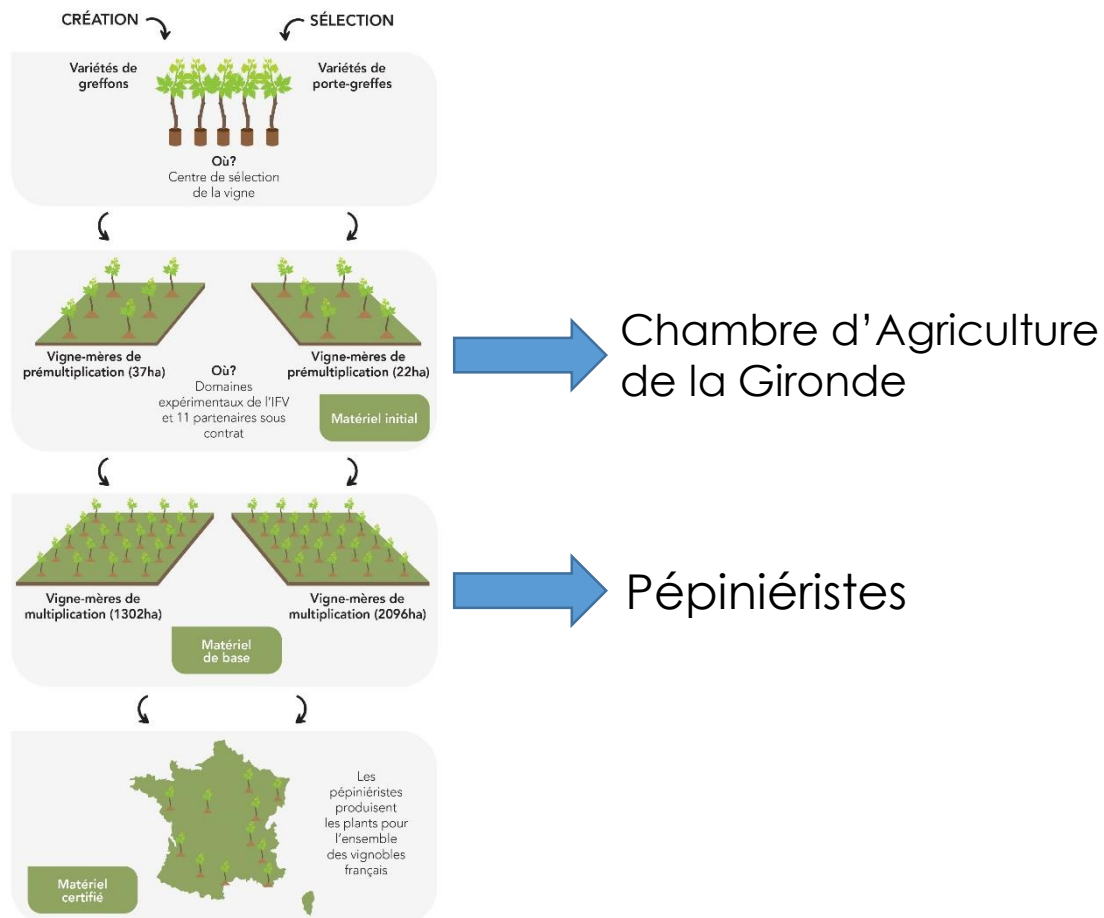 CRÉATION
SÉLECTION
Variétés de
greffons
Variétés de
porte-greffes
Où?
Centre de sélection
de la vigne
Vigne-mères de
prémultiplication (37ha)
Où?
Domaines
expérimentaux de l'IFV
et 11 partenaires sous
contrat
Vigne-mères de
prémultiplication (22ha)
Matériel initial
Chambre d'Agriculture
de la Gironde
Vigne-mères de
multiplication (1302ha)
Vigne-mères de
multiplication (2096ha)
Matériel
de base
Pépiniéristes
Les
pépiniéristes
produisent
les plants pour
l'ensemble
des vignobles
français
Matériel
certifié